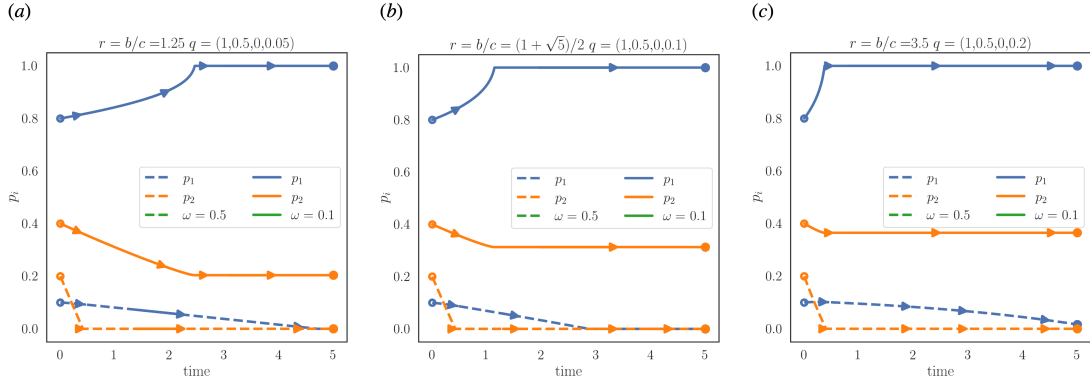 (a)
r = b/c =1.25 q = (1,0.5,0,0.05)
1.0
0.8
0.6
0.4
0.2
0.0
p_i
p_1 p_1
p_2 p_2
ω = 0.5 ω = 0.1
0 1 2 3 4 5
time
(b)
r = b/c = (1 + √5)/2 q = (1,0.5,0,0.1)
1.0
0.8
0.6
0.4
0.2
0.0
p_i
p_1 p_1
p_2 p_2
ω = 0.5 ω = 0.1
0 1 2 3 4 5
time
(c)
r = b/c =3.5 q = (1,0.5,0,0.2)
1.0
0.8
0.6
0.4
0.2
0.0
p_i
p_1 p_1
p_2 p_2
ω = 0.5 ω = 0.1
0 1 2 3 4 5
time